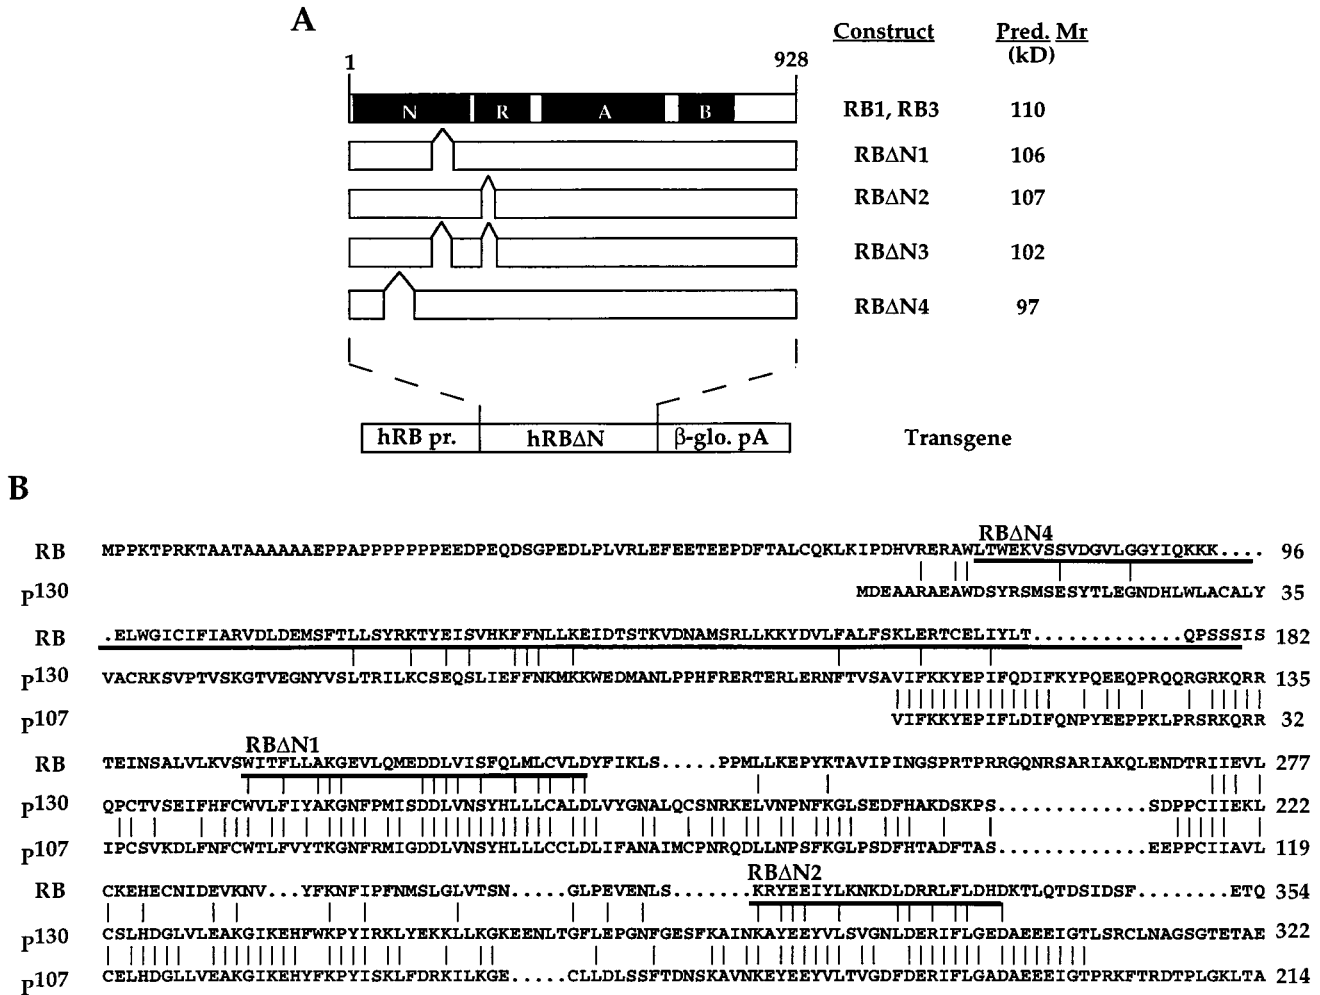 A
Construct Pred. Mr (kD)
1 928
N R A B RB1, RB3 110
RBΔN1 106
RBΔN2 107
RBΔN3 102
RBΔN4 97
hRB pr. hRBΔN β-glo. pA Transgene
B
RBΔN4
RB MPPKTPRKTAATAAAAAAEPPAPPPPPPPEEDPEQDSGPEDLPLVRLEFEETEEPDFTALCQKLKIPDHVRERAWLTWEKVSSVDGVLGGYIQKKK.... 96
p130 MDEAARAEAWDSYRSMSESYTLEGNDHLWLACALY 35
RB .ELWGICIFIARVDLDEMSFTLLSYRKTYEISVHKFFNLLKEIDTSTKVDNAMSRLLKKYDVLFALFSKLERTCELIYLT.............QPSSSIS 182
p130 VACRKSVPTVSKGTVEGNYVSLTRILKCSEQSLIEFFNKMKKWEDMANLPPHFRERTERLERNFTVSAVIFKKYEPIFQDIFKYPQEEQPRQQRGRKQRR 135
p107 VIFKKYEPIFLDIFQNPYEEPPKLPRSRKQRR 32
RBΔN1
RB TEINSALVLKVSWITFLLAKGEVLQMEDDLVISFQLMLCVLDYFIKLS.....PPMLLKEPYKTAVIPINGSPRTPRRGQNRSARIAKQLENDTRIIEVL 277
p130 QPCTVSEIFHFCWVLFIYAKGNFPMISDDLVNSYHLLLCALDLVYGNALQCSNRKELVNPNFKGLSEDFHAKDSKPS.............SDPPCIIEKL 222
p107 IPCSVKDLFNFCWTLFVYTKGNFRMIGDDLVNSYHLLLCCLDLIFANAIMCPNRQDLLNPSFKGLPSDFHTADFTAS.............EEPPCIIAVL 119
RBΔN2
RB CKEHECNIDEVKNV...YFKNFIPFNMSLGLVTSN.....GLPEVENLS.......KRYEEIYLKNKDLDRRLFLDHDKTLQTDSIDSF........ETQ 354
p130 CSLHDGLVLEAKGIKEHFWKPYIRKLYEKKLLKGKEENLTGFLEPGNFGESFKAINKAYEEYVLSVGNLDERIFLGEDAEEEIGTLSRCLNAGSGTETAE 322
p107 CELHDGLLVEAKGIKEHYFKPYISKLFDRKILKGE.....CLLDLSSFTDNSKAVNKEYEEYVLTVGDFDERIFLGADAEEEIGTPRKFTRDTPLGKLTA 214